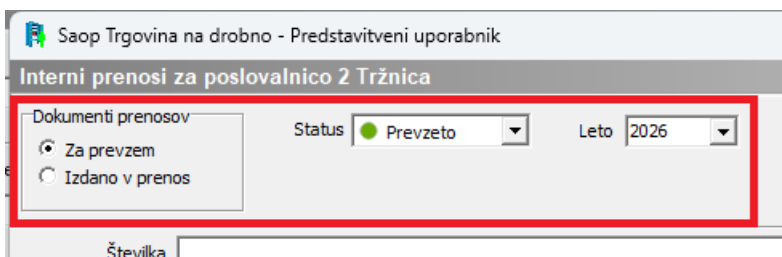 Saop Trgovina na drobno - Predstavitveni uporabnik
Interni prenosi za poslovalnico 2 Tržnica
Dokumenti prenosov
Za prevzem
Izdano v prenos
Status Prevzeto
Leto 2026
Številka